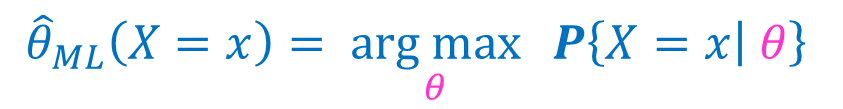 θ̂_ML(X = x) = arg max P{X = x| θ}
θ